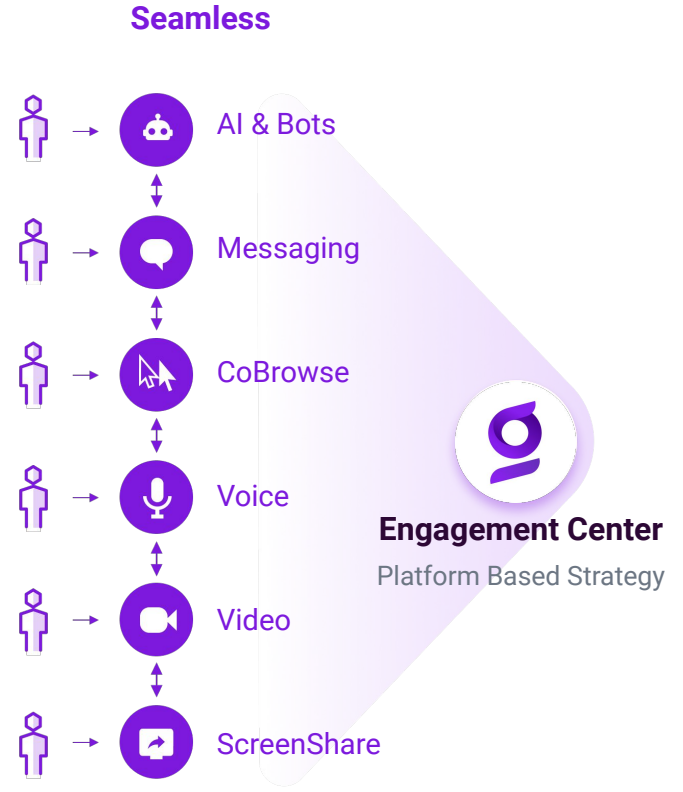 Seamless
AI & Bots
Messaging
CoBrowse
Voice
Engagement Center
Platform Based Strategy
Video
ScreenShare